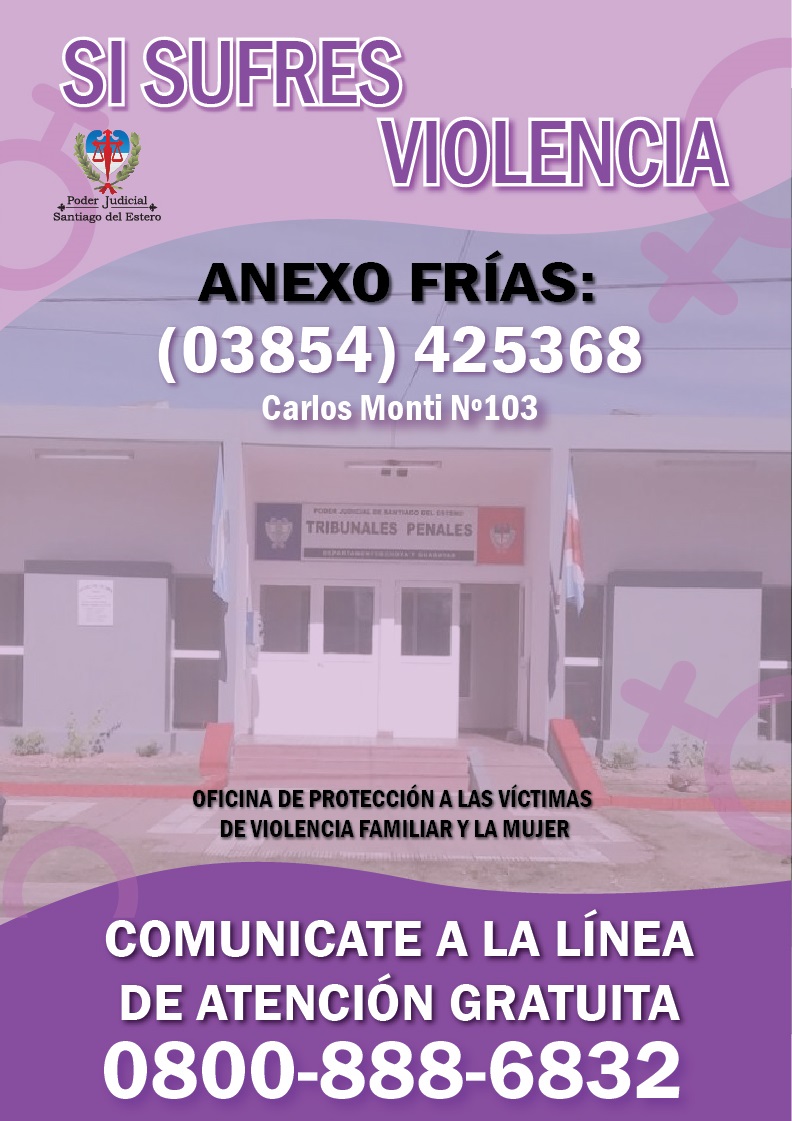 SI SUFRES
VIOLENCIA
Poder Judicial
Santiago del Estero
ANEXO FRÍAS:
(03854) 425368
Carlos Monti Nº103
PODER JUDICIAL DE SANTIAGO DEL ESTERO
TRIBUNALES PENALES
OFICINA DE PROTECCIÓN A LAS VÍCTIMAS
DE VIOLENCIA FAMILIAR Y LA MUJER
COMUNICATE A LA LÍNEA
DE ATENCIÓN GRATUITA
0800-888-6832